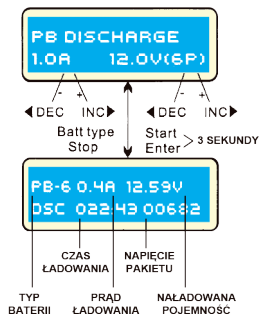 PB DISCHARGE
1.0A 12.0V(6P)
- + - +
◀DEC INC▶ ◀DEC INC▶
Batt type Start
Stop Enter > 3 SEKUNDY
PB-6 0.4A 12.59V
DSC 022:43 00682
CZAS ŁADOWANIA
NAPIĘCIE PAKIETU
TYP BATERII
PRĄD ŁADOWANIA
NAŁADOWANA POJEMNOŚĆ